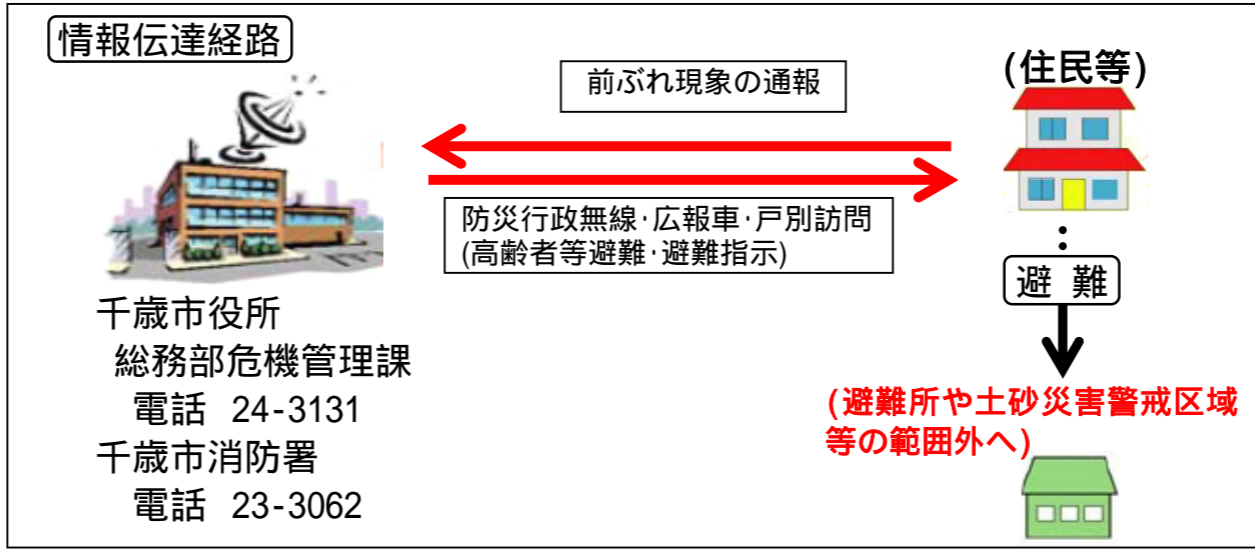 情報伝達経路
前ぶれ現象の通報
(住民等)
防災行政無線･広報車･戸別訪問
(高齢者等避難･避難指示)
：
避 難
千歳市役所
総務部危機管理課
電話 24-3131
千歳市消防署
電話 23-3062
(避難所や土砂災害警戒区域
等の範囲外へ)